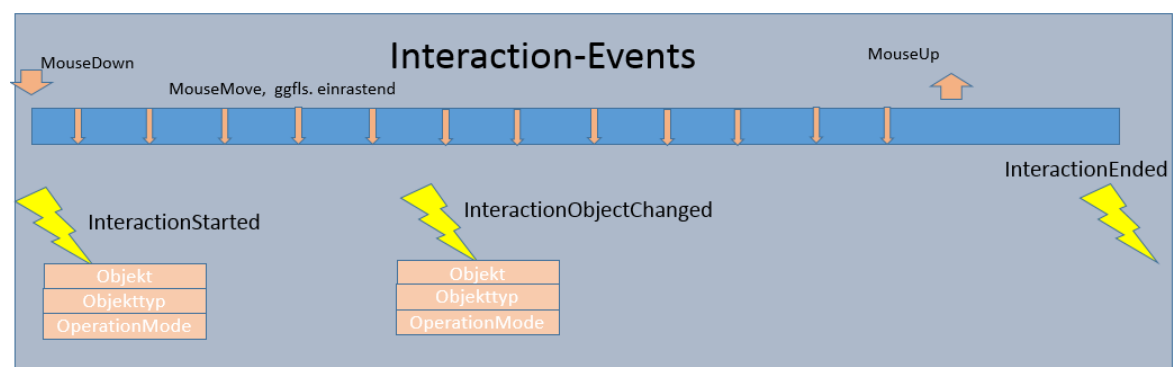 Interaction-Events
MouseDown
MouseUp
MouseMove, ggfls. einrastend
InteractionEnded
InteractionStarted
InteractionObjectChanged
Objekt
Objekttyp
OperationMode
Objekt
Objekttyp
OperationMode